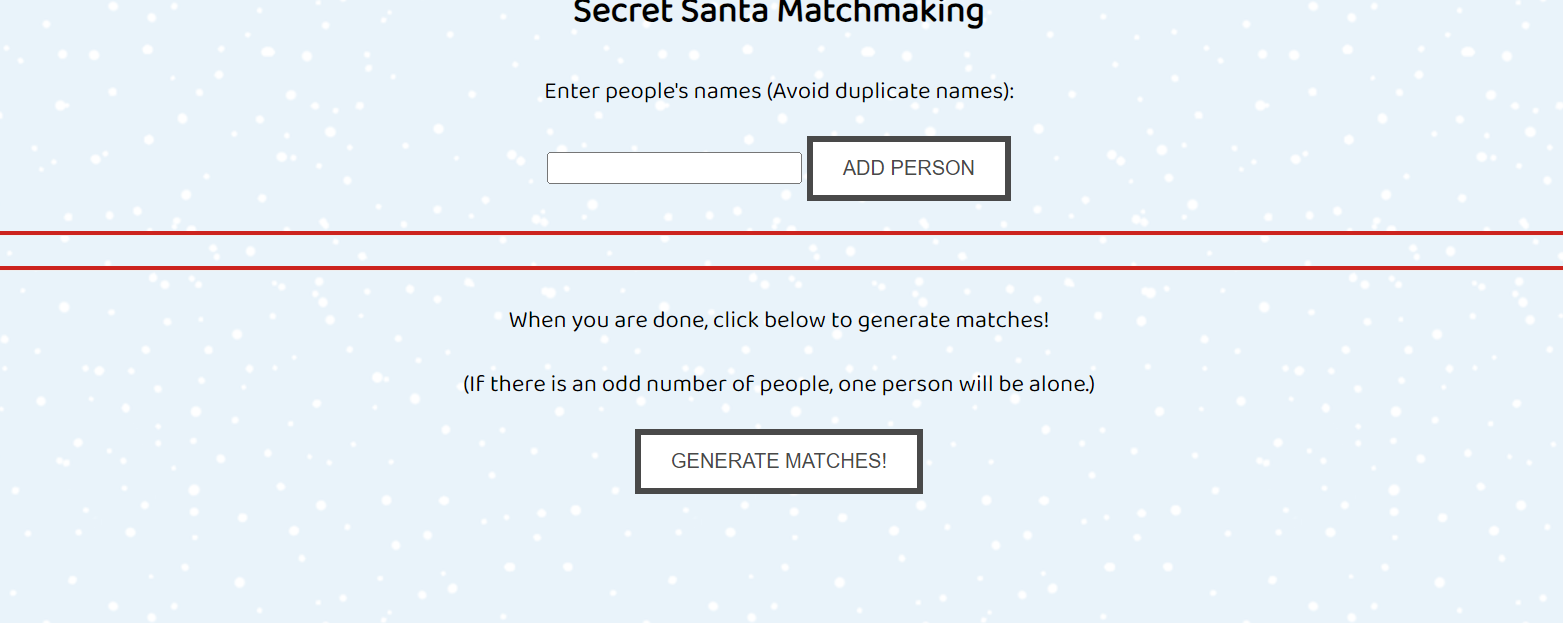 Secret Santa Matchmaking
Enter people's names (Avoid duplicate names):
ADD PERSON
When you are done, click below to generate matches!
(If there is an odd number of people, one person will be alone.)
GENERATE MATCHES!